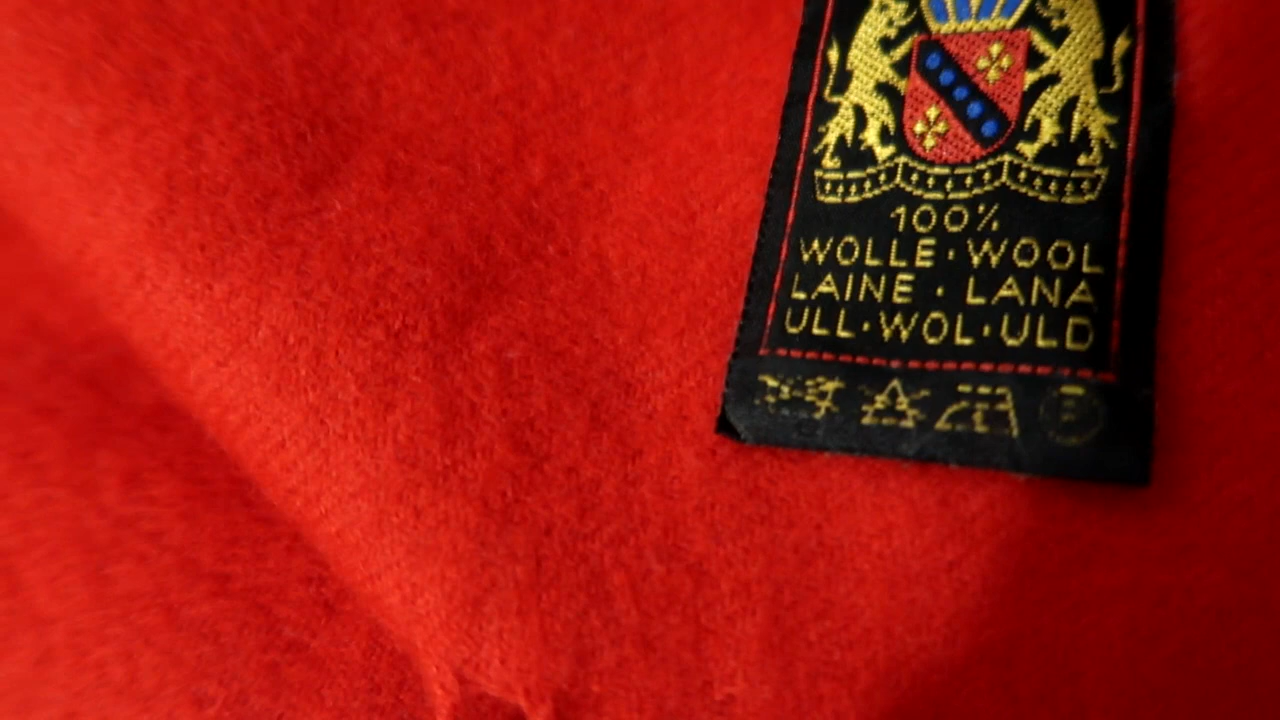 100%
WOLLE · WOOL
LAINE · LANA
ULL · WOL · ULD
P